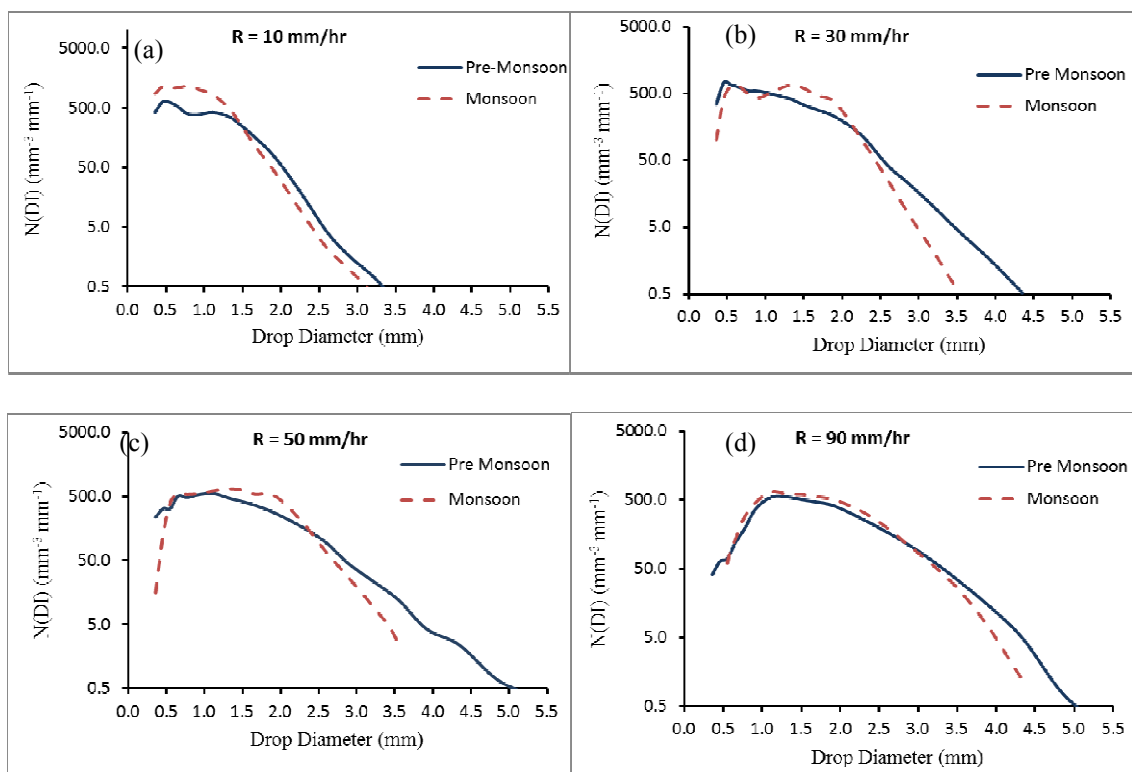 (a)
R = 10 mm/hr
5000.0
500.0
50.0
5.0
0.5
N(DI) (mm⁻³ mm⁻¹)
Pre-Monsoon
Monsoon
0.0 0.5 1.0 1.5 2.0 2.5 3.0 3.5 4.0 4.5 5.0 5.5
Drop Diameter (mm)
(b)
R = 30 mm/hr
5000.0
500.0
50.0
5.0
0.5
N(DI) (mm⁻³ mm⁻¹)
Pre Monsoon
Monsoon
0.0 0.5 1.0 1.5 2.0 2.5 3.0 3.5 4.0 4.5 5.0 5.5
Drop Diameter (mm)
(c)
R = 50 mm/hr
5000.0
500.0
50.0
5.0
0.5
N(DI) (mm⁻³ mm⁻¹)
Pre Monsoon
Monsoon
0.0 0.5 1.0 1.5 2.0 2.5 3.0 3.5 4.0 4.5 5.0 5.5
Drop Diameter (mm)
(d)
R = 90 mm/hr
5000.0
500.0
50.0
5.0
0.5
N(DI) (mm⁻³ mm⁻¹)
Pre Monsoon
Monsoon
0.0 0.5 1.0 1.5 2.0 2.5 3.0 3.5 4.0 4.5 5.0 5.5
Drop Diameter (mm)